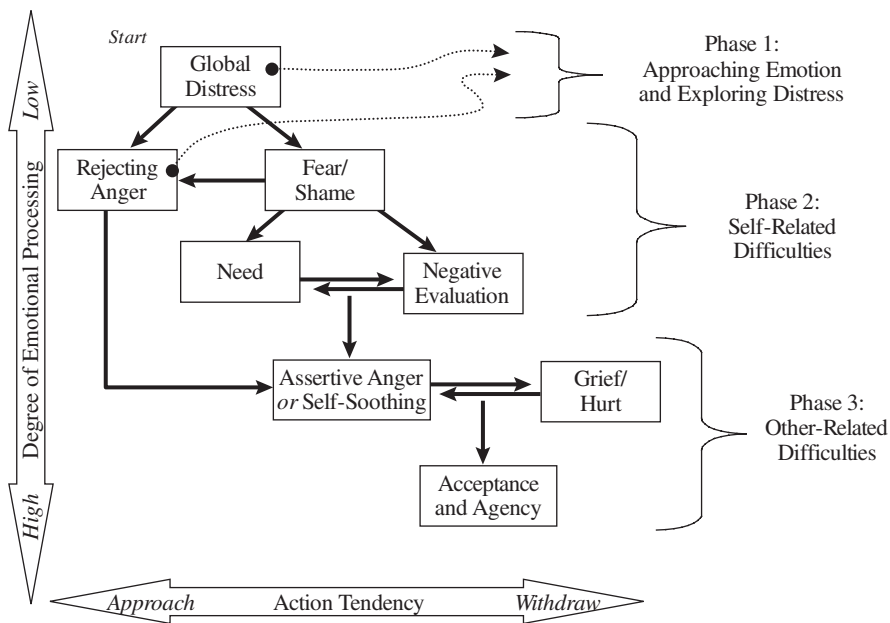 Start
Global
Distress
Phase 1:
Approaching Emotion
and Exploring Distress
Low
Degree of Emotional Processing
High
Rejecting
Anger
Fear/
Shame
Phase 2:
Self-Related
Difficulties
Need
Negative
Evaluation
Assertive Anger
or Self-Soothing
Grief/
Hurt
Phase 3:
Other-Related
Difficulties
Acceptance
and Agency
Approach
Action Tendency
Withdraw